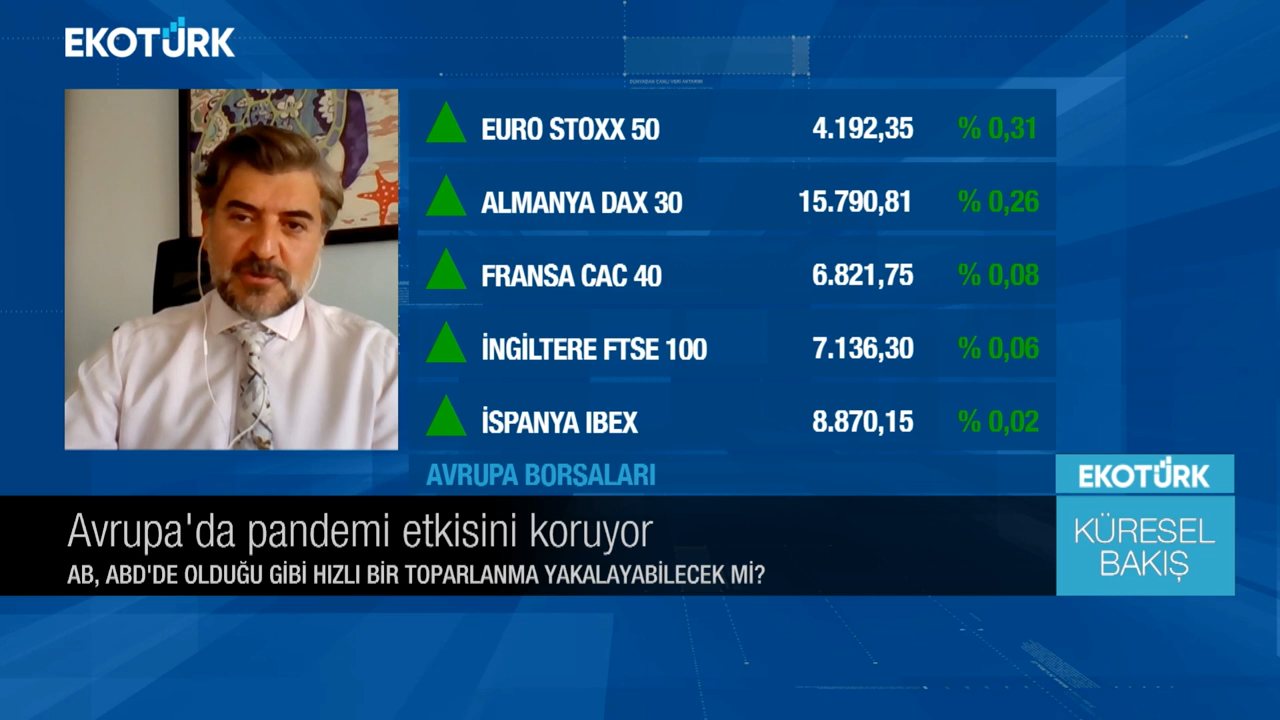 EKOTÜRK
EURO STOXX 50 4.192,35 % 0,31
ALMANYA DAX 30 15.790,81 % 0,26
FRANSA CAC 40 6.821,75 % 0,08
İNGİLTERE FTSE 100 7.136,30 % 0,06
İSPANYA IBEX 8.870,15 % 0,02
AVRUPA BORSALARI
EKOTÜRK
Avrupa'da pandemi etkisini koruyor
AB, ABD'DE OLDUĞU GİBİ HIZLI BİR TOPARLANMA YAKALAYABİLECEK Mİ?
KÜRESEL
BAKIŞ